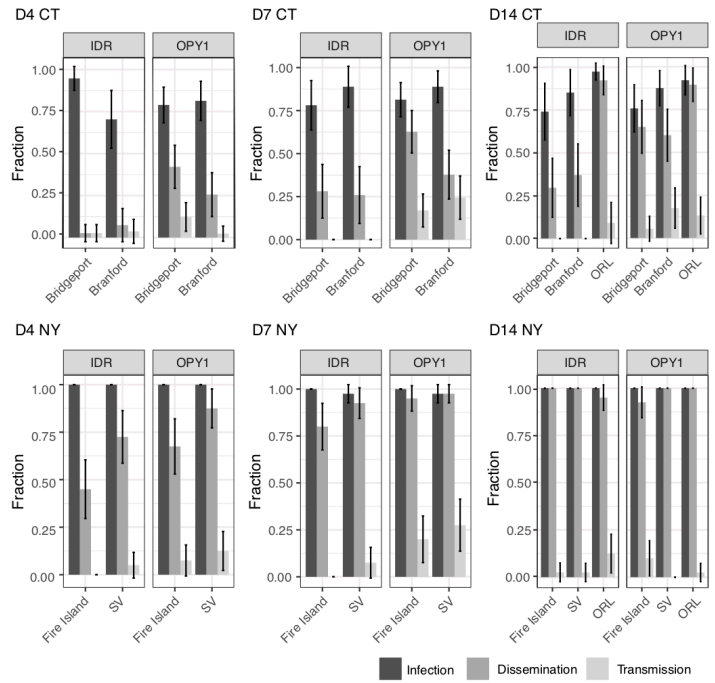 D4 CT
D7 CT
D14 CT
IDR
OPY1
IDR
OPY1
IDR
OPY1
Fraction
1.00
0.75
0.50
0.25
0.00
Fraction
1.00
0.75
0.50
0.25
0.00
Fraction
1.00
0.75
0.50
0.25
0.00
Bridgeport
Branford
Bridgeport
Branford
Bridgeport
Branford
Bridgeport
Branford
Bridgeport
Branford
ORL
Bridgeport
Branford
ORL
D4 NY
D7 NY
D14 NY
IDR
OPY1
IDR
OPY1
IDR
OPY1
Fraction
1.00
0.75
0.50
0.25
0.00
Fraction
1.00
0.75
0.50
0.25
0.00
Fraction
1.00
0.75
0.50
0.25
0.00
Fire Island
SV
Fire Island
SV
Fire Island
SV
Fire Island
SV
Fire Island
SV
ORL
Fire Island
SV
ORL
Infection
Dissemination
Transmission